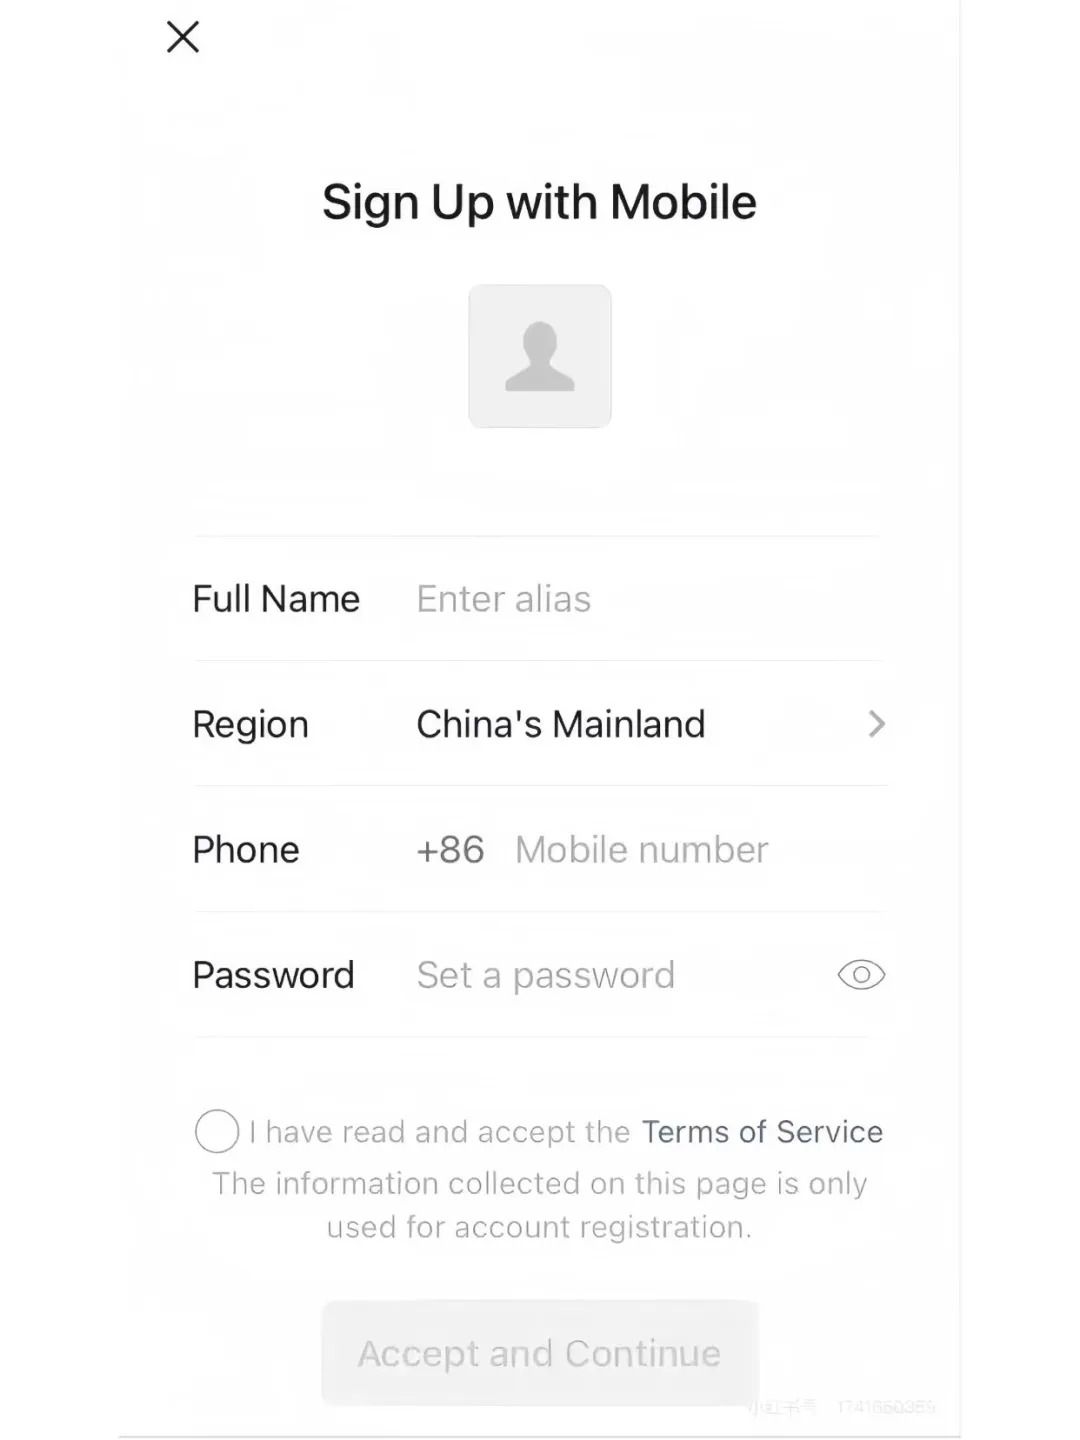 Sign Up with Mobile
Full Name Enter alias
Region China's Mainland
Phone +86 Mobile number
Password Set a password
I have read and accept the Terms of Service
The information collected on this page is only
used for account registration.
Accept and Continue
小红书号